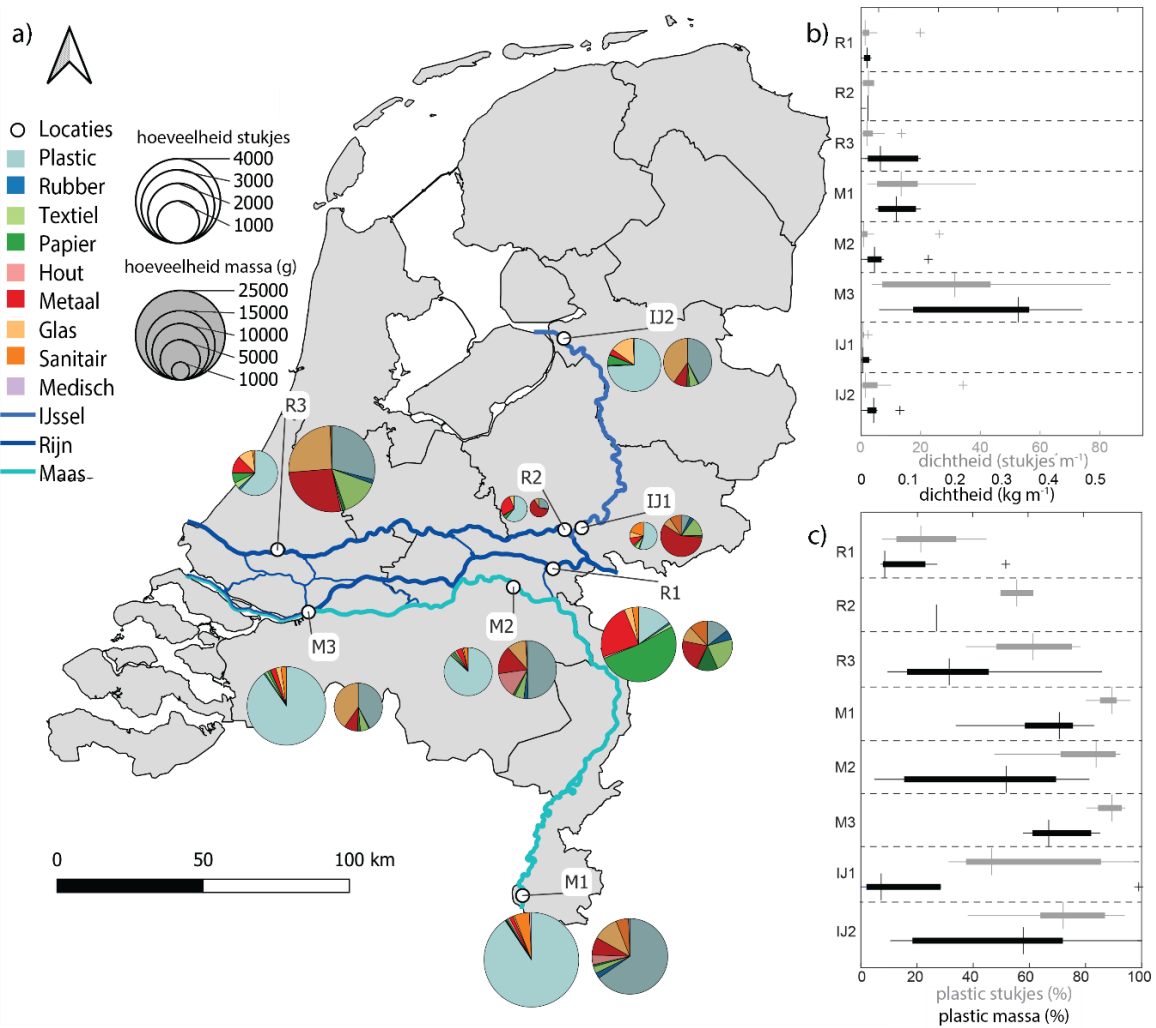 a)
Locaties
Plastic
Rubber
Textiel
Papier
Hout
Metaal
Glas
Sanitair
Medisch
IJssel
Rijn
Maas
hoeveelheid stukjes
4000
3000
2000
1000
hoeveelheid massa (g)
25000
15000
10000
5000
1000
IJ2
R3
R2
IJ1
R1
M2
M3
M1
0 50 100 km
b)
R1
R2
R3
M1
M2
M3
IJ1
IJ2
0 20 40 60 80
dichtheid (stukjes m⁻¹)
0 0.1 0.2 0.3 0.4 0.5
dichtheid (kg m⁻¹)
c)
R1
R2
R3
M1
M2
M3
IJ1
IJ2
0 20 40 60 80 100
plastic stukjes (%)
plastic massa (%)